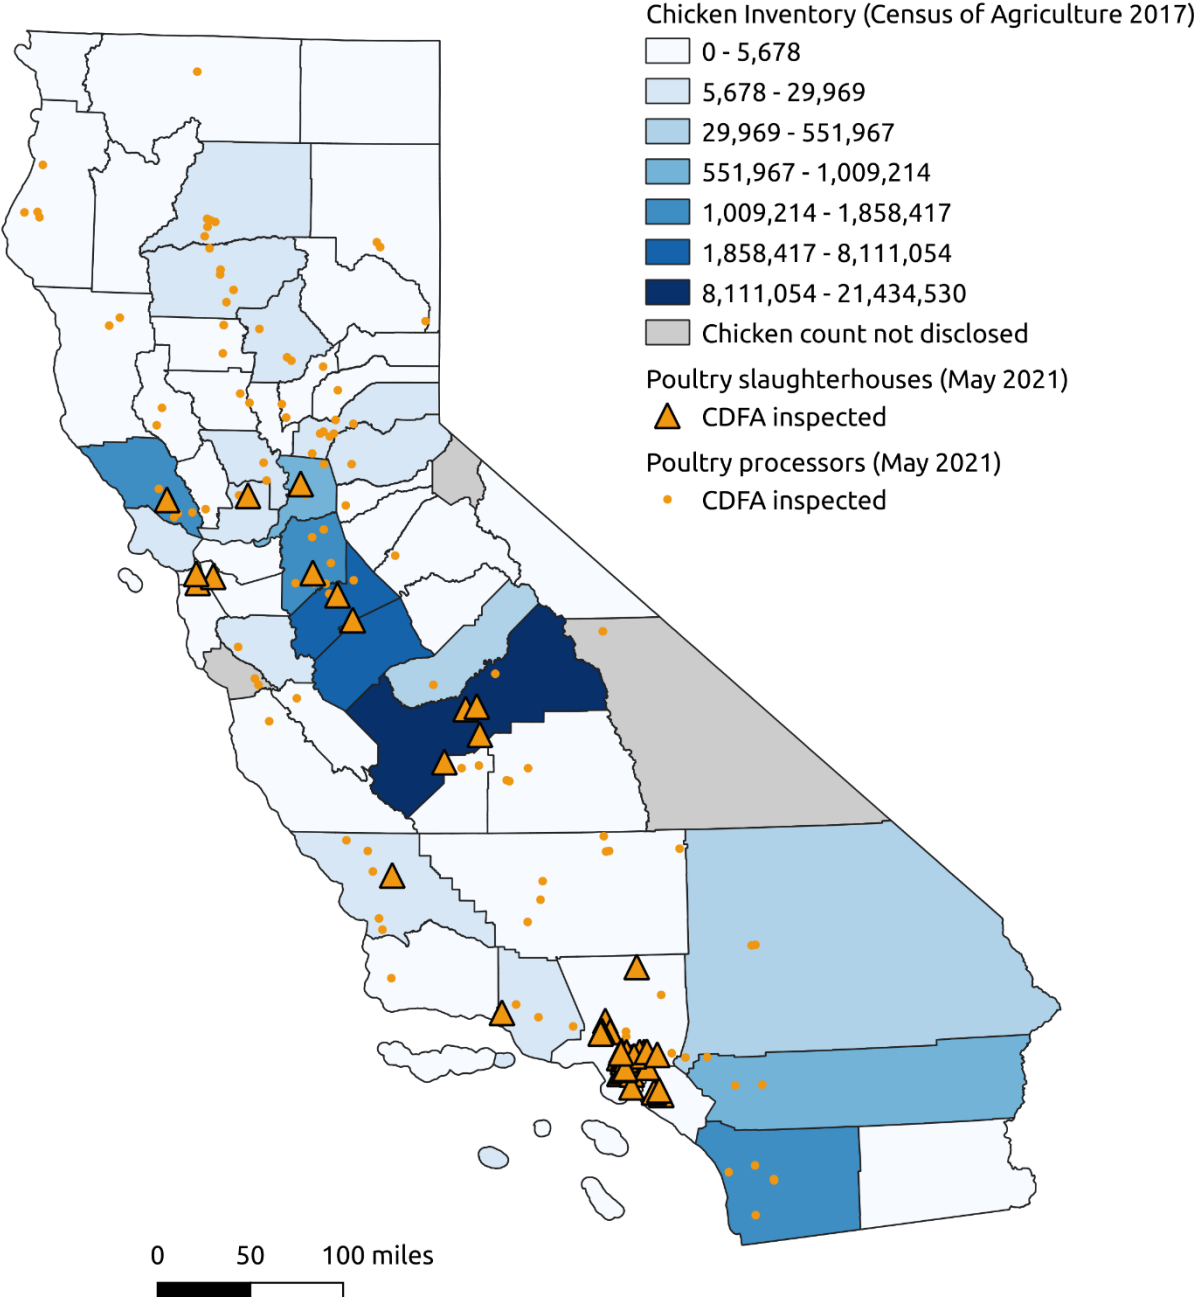 Chicken Inventory (Census of Agriculture 2017)
0 - 5,678
5,678 - 29,969
29,969 - 551,967
551,967 - 1,009,214
1,009,214 - 1,858,417
1,858,417 - 8,111,054
8,111,054 - 21,434,530
Chicken count not disclosed
Poultry slaughterhouses (May 2021)
CDFA inspected
Poultry processors (May 2021)
CDFA inspected
0 50 100 miles